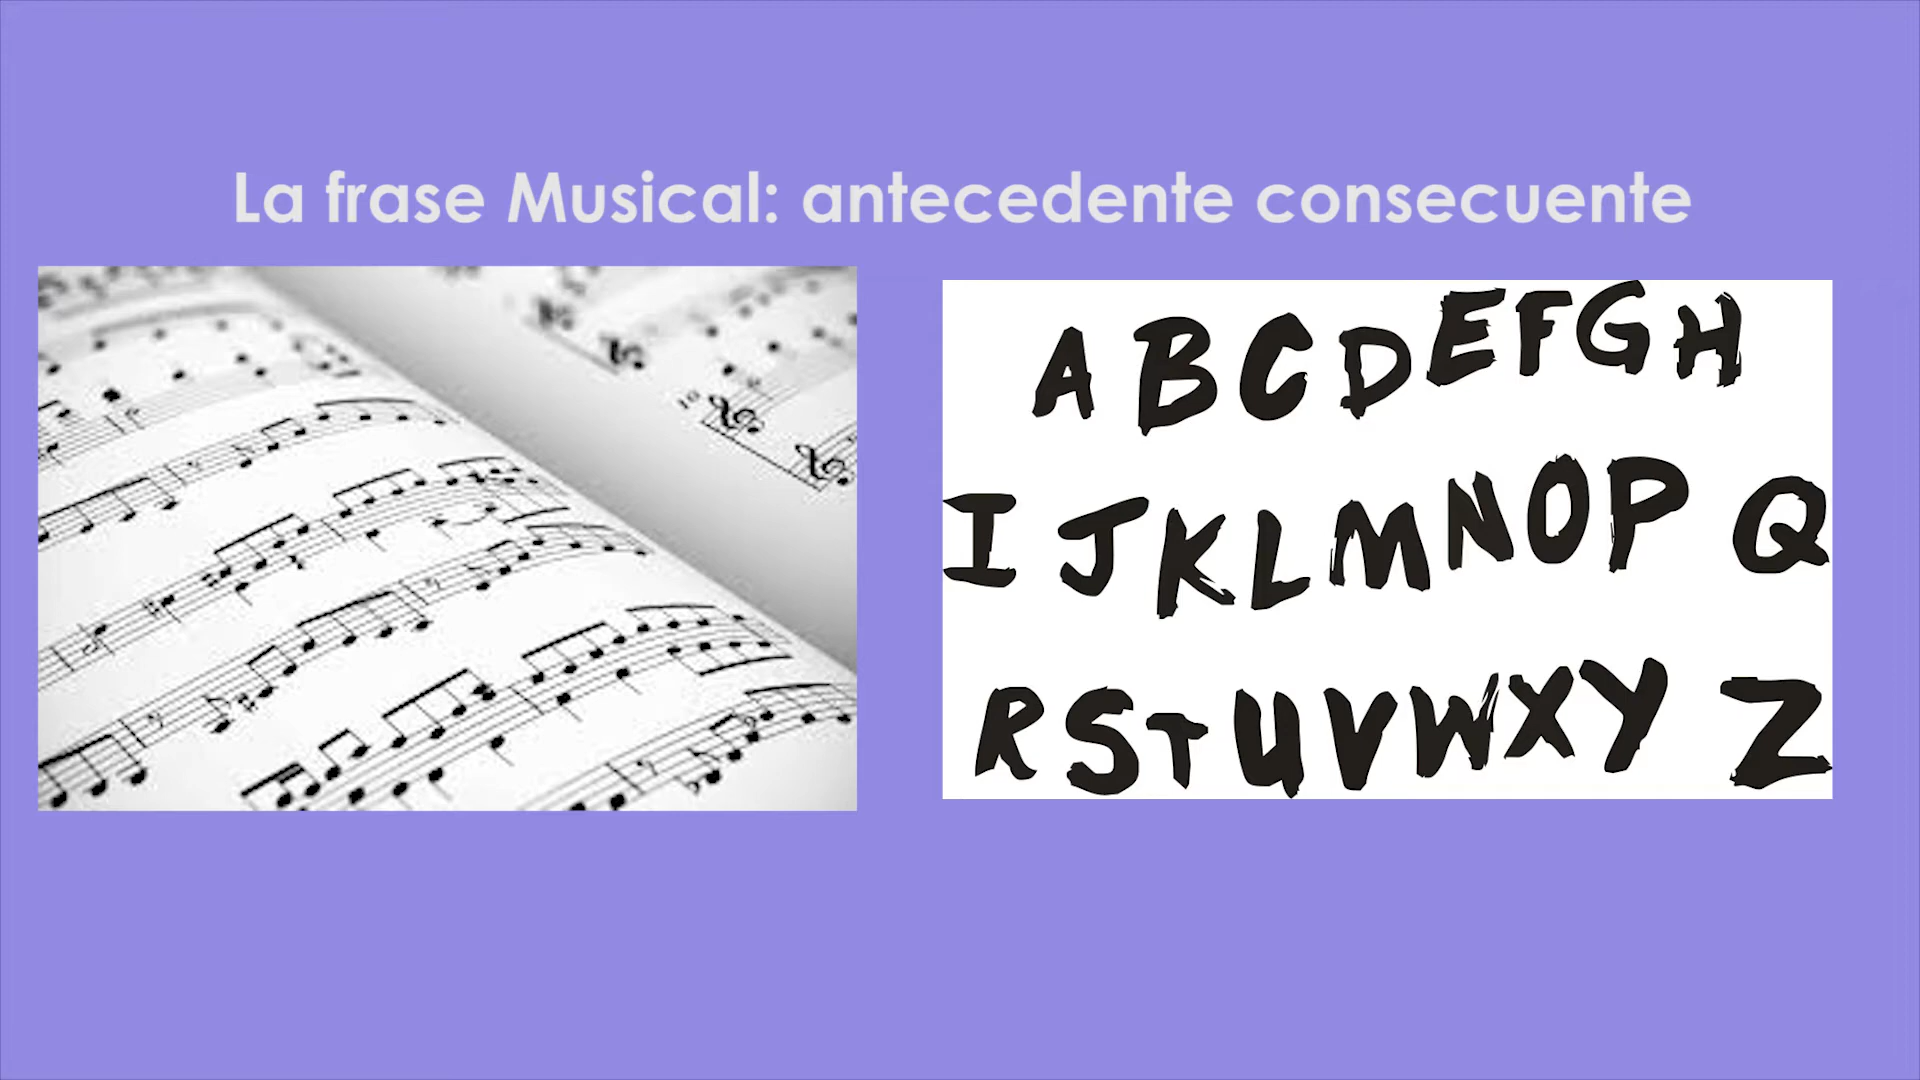 La frase Musical: antecedente consecuente
A B C D E F G H
I J K L M N O P Q
R S T U V W X Y Z